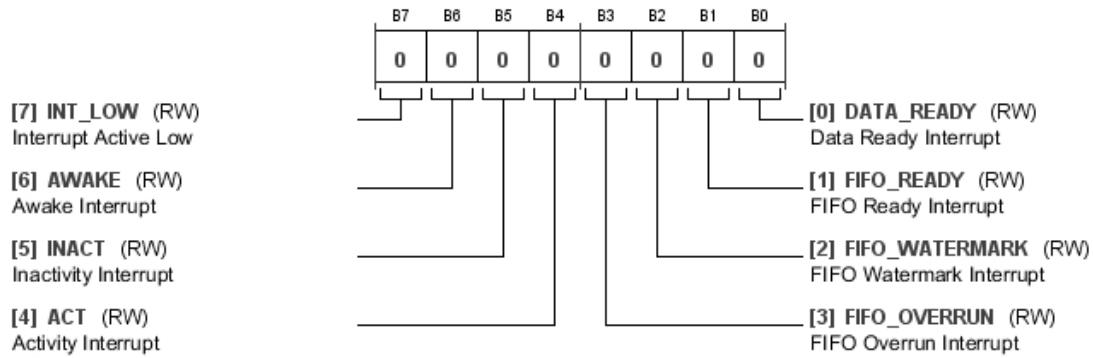 B7 B6 B5 B4 B3 B2 B1 B0
0 0 0 0 0 0 0 0
[7] INT_LOW (RW)
Interrupt Active Low
[6] AWAKE (RW)
Awake Interrupt
[5] INACT (RW)
Inactivity Interrupt
[4] ACT (RW)
Activity Interrupt
[0] DATA_READY (RW)
Data Ready Interrupt
[1] FIFO_READY (RW)
FIFO Ready Interrupt
[2] FIFO_WATERMARK (RW)
FIFO Watermark Interrupt
[3] FIFO_OVERRUN (RW)
FIFO Overrun Interrupt